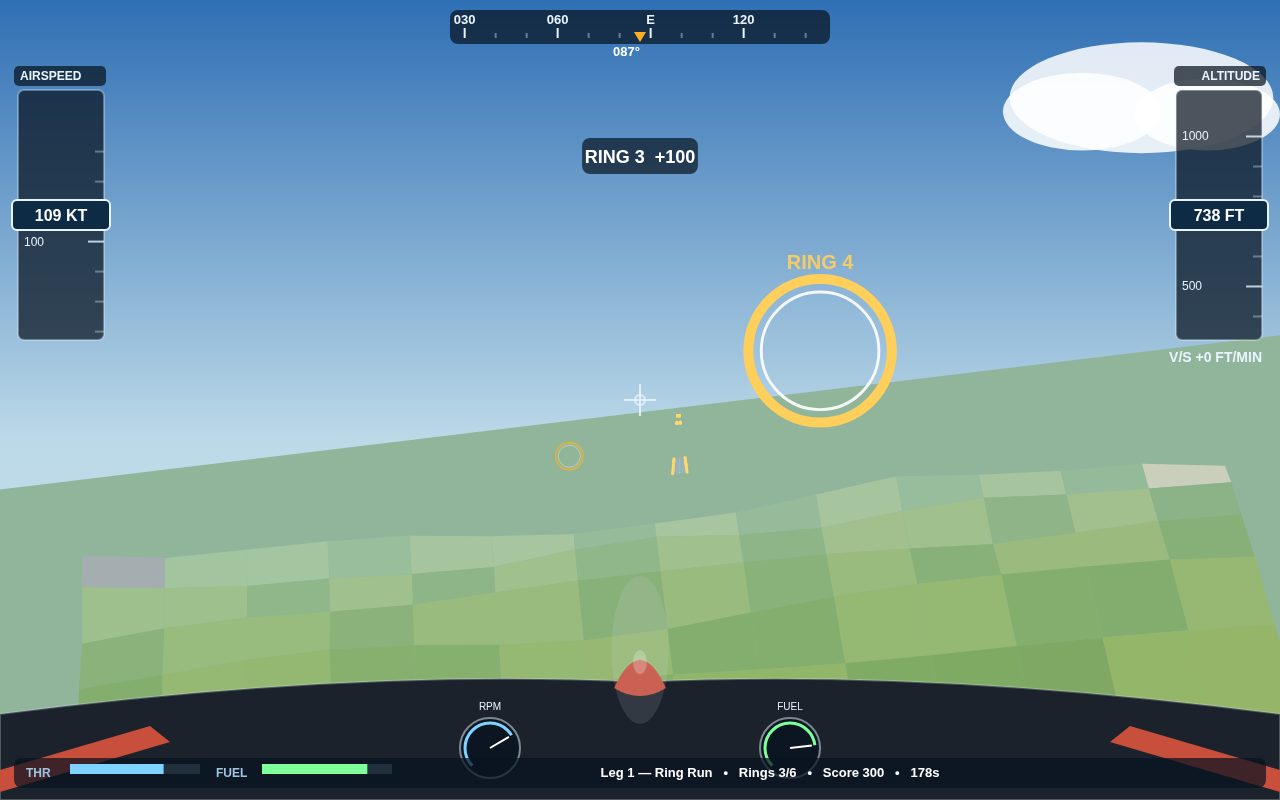 030 060 E 120
087°
AIRSPEED
ALTITUDE
1000
RING 3 +100
109 KT
738 FT
100
RING 4
500
V/S +0 FT/MIN
RPM
FUEL
THR
FUEL
Leg 1 — Ring Run • Rings 3/6 • Score 300 • 178s